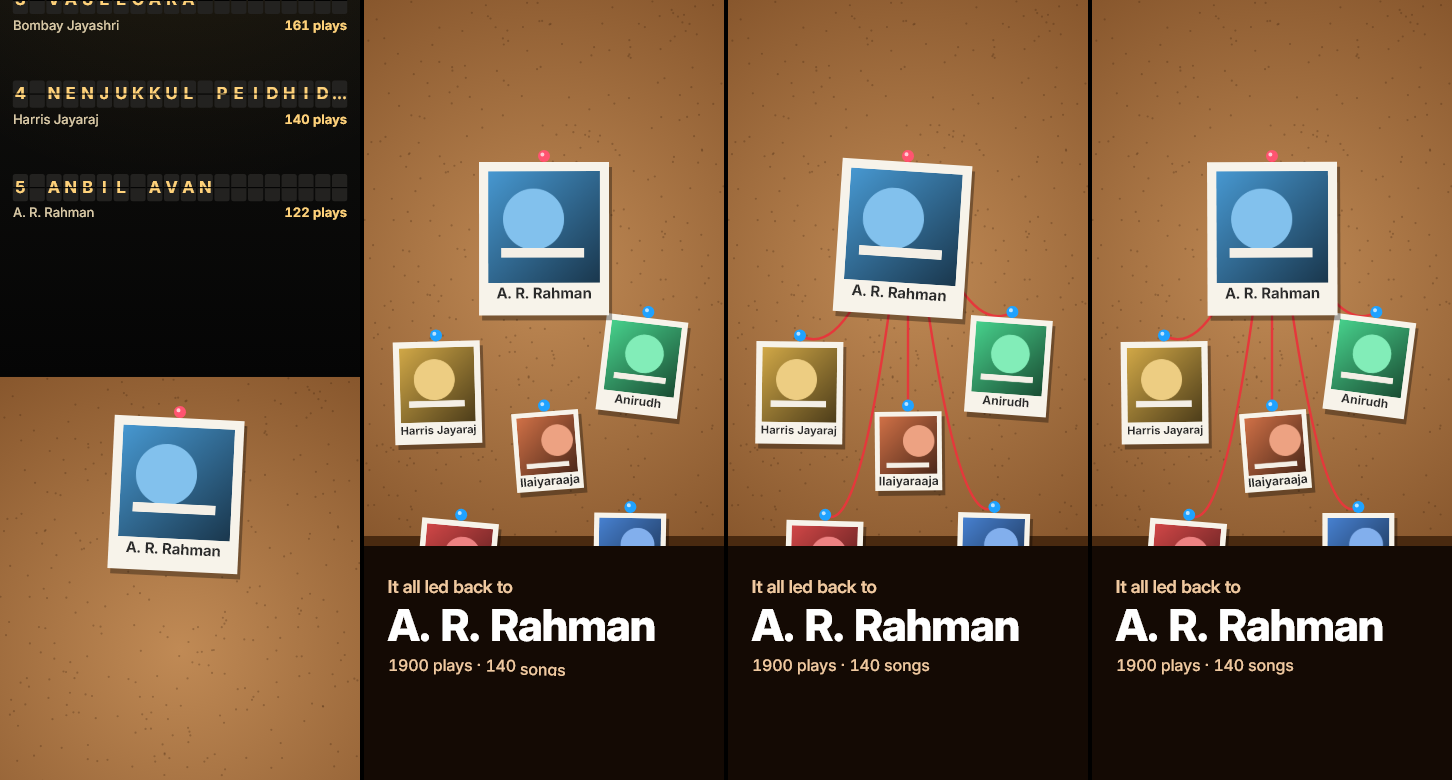 Bombay Jayashri 161 plays
4 NENJUKKUL PEIDHID…
Harris Jayaraj 140 plays
5 ANBIL AVAN
A. R. Rahman 122 plays
A. R. Rahman
A. R. Rahman
Harris Jayaraj
Anirudh
Ilaiyaraaja
It all led back to
A. R. Rahman
1900 plays · 140 songs
A. R. Rahman
Harris Jayaraj
Anirudh
Ilaiyaraaja
It all led back to
A. R. Rahman
1900 plays · 140 songs
A. R. Rahman
Harris Jayaraj
Anirudh
Ilaiyaraaja
It all led back to
A. R. Rahman
1900 plays · 140 songs